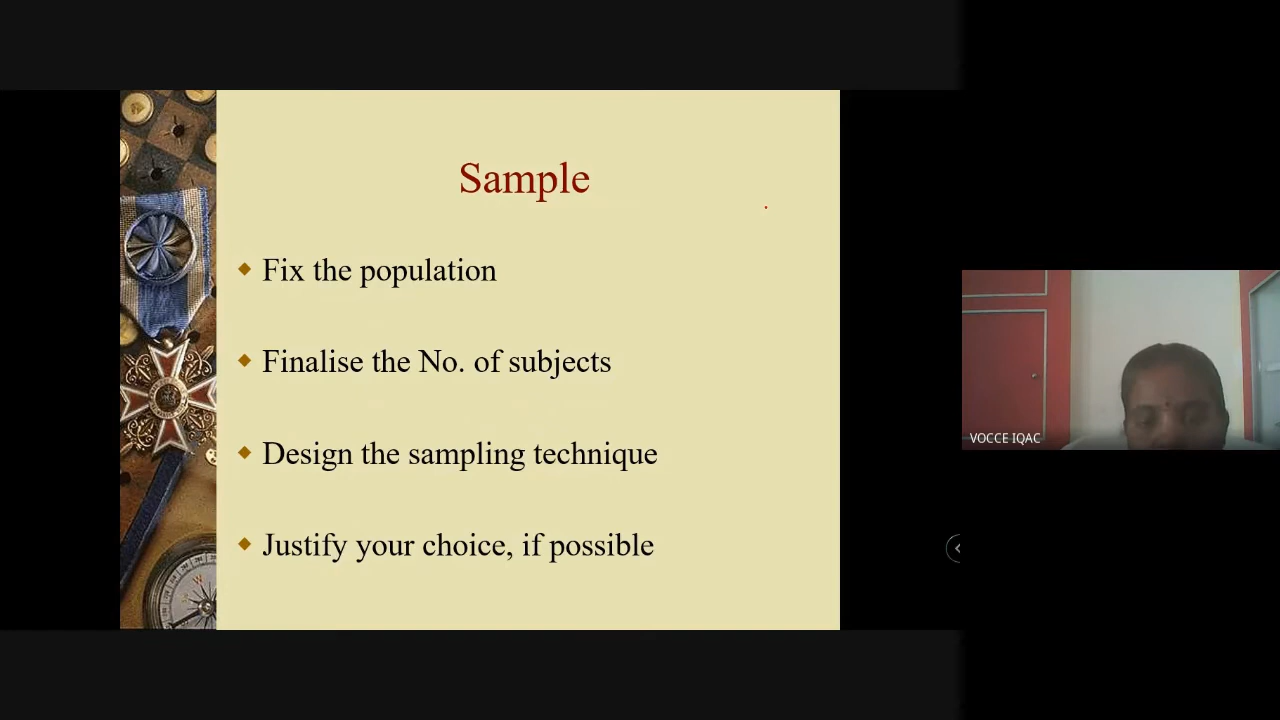 Sample
Fix the population
Finalise the No. of subjects
Design the sampling technique
Justify your choice, if possible
VOCCE IQAC